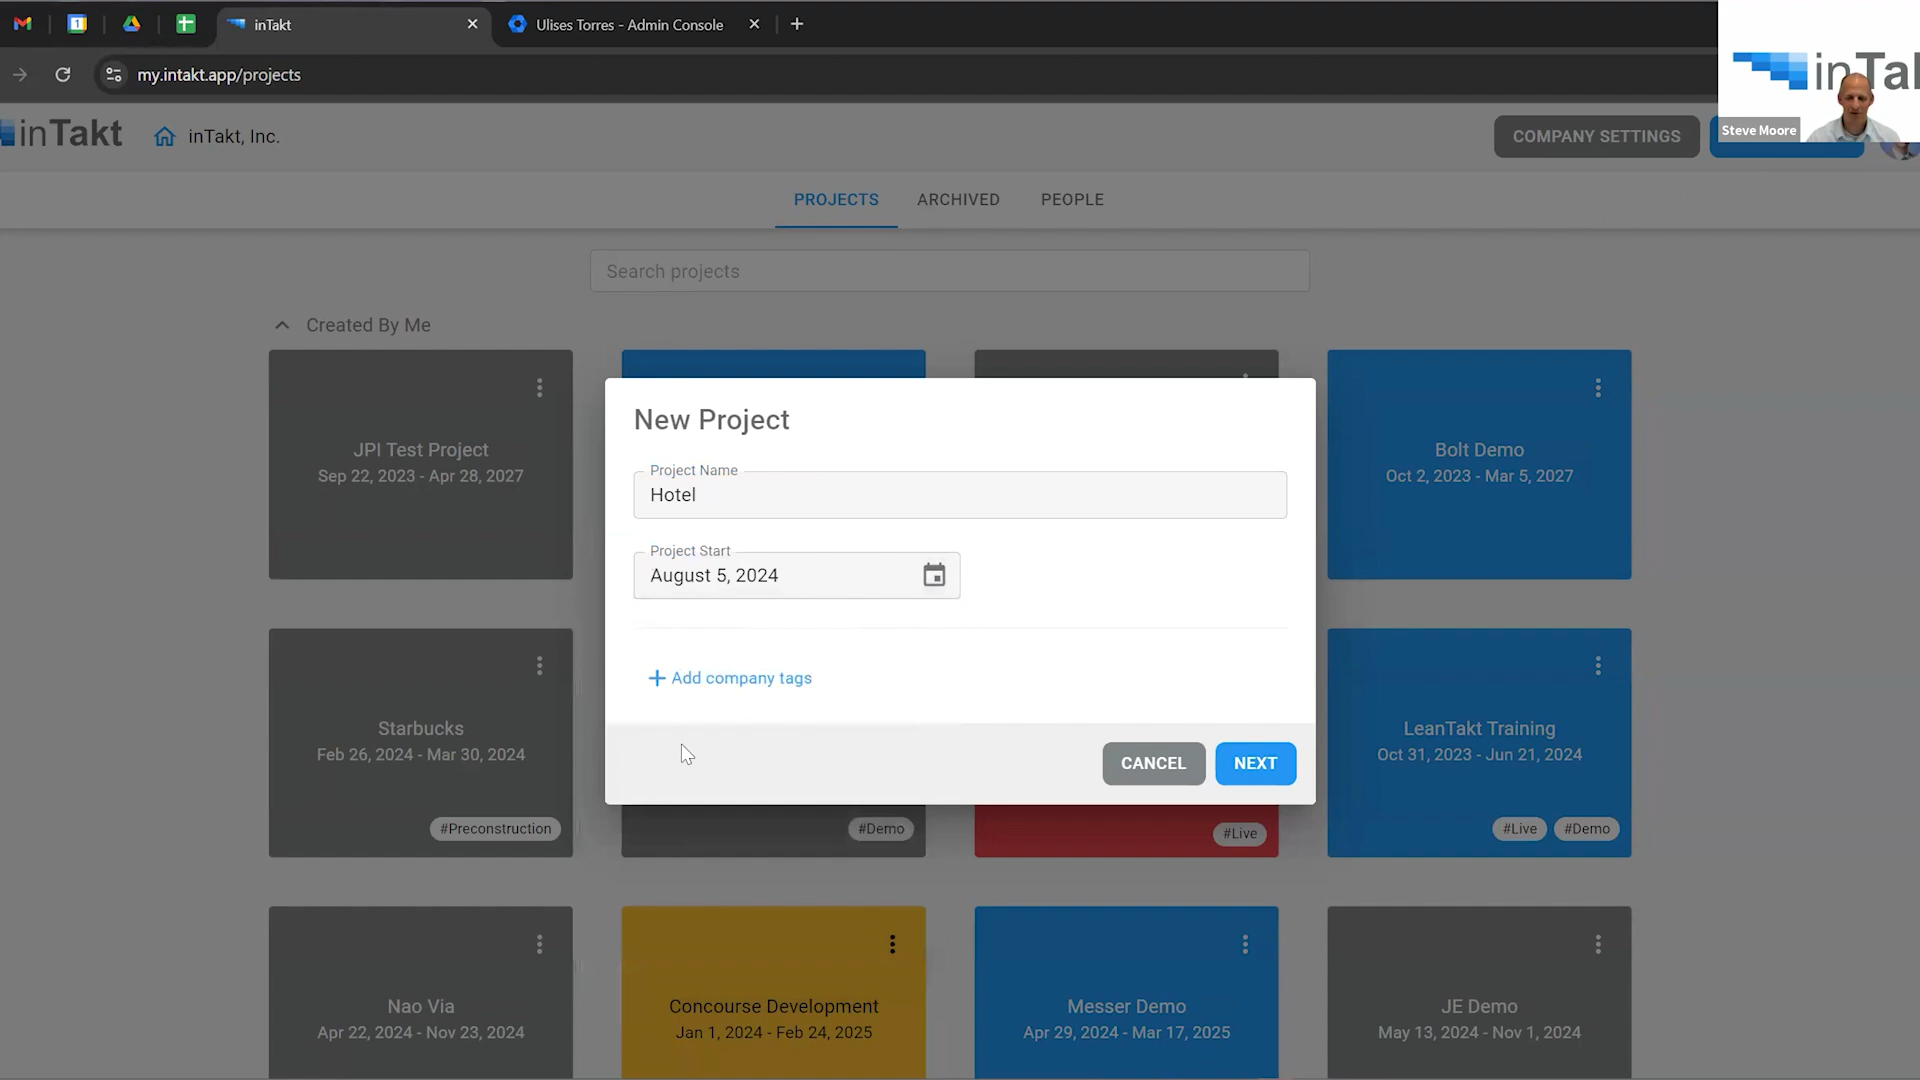 inTakt
Ulises Torres - Admin Console
my.intakt.app/projects
inTakt
inTakt, Inc.
COMPANY SETTINGS
inTak
Steve Moore
PROJECTS
ARCHIVED
PEOPLE
Search projects
Created By Me
JPI Test Project
Sep 22, 2023 - Apr 28, 2027
Bolt Demo
Oct 2, 2023 - Mar 5, 2027
New Project
Project Name
Hotel
Project Start
August 5, 2024
+ Add company tags
CANCEL
NEXT
Starbucks
Feb 26, 2024 - Mar 30, 2024
#Preconstruction
#Demo
#Live
LeanTakt Training
Oct 31, 2023 - Jun 21, 2024
#Live
#Demo
Nao Via
Apr 22, 2024 - Nov 23, 2024
Concourse Development
Jan 1, 2024 - Feb 24, 2025
Messer Demo
Apr 29, 2024 - Mar 17, 2025
JE Demo
May 13, 2024 - Nov 1, 2024